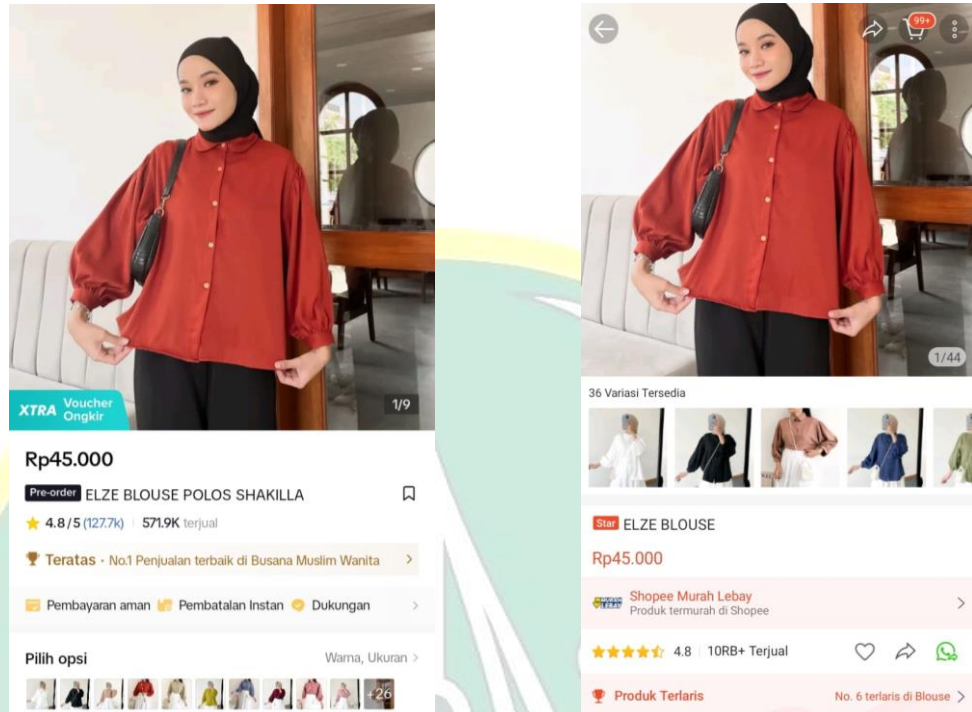 XTRA Voucher
Ongkir
1/9
Rp45.000
Pre-order ELZE BLOUSE POLOS SHAKILLA
4.8/5 (127.7k) 571.9K terjual
Teratas · No.1 Penjualan terbaik di Busana Muslim Wanita
Pembayaran aman Pembatalan Instan Dukungan
Pilih opsi Warna, Ukuran
+26
99+
1/44
36 Variasi Tersedia
Star ELZE BLOUSE
Rp45.000
MURAH LEBAY Shopee Murah Lebay
Produk termurah di Shopee
4.8 10RB+ Terjual
Produk Terlaris No. 6 terlaris di Blouse